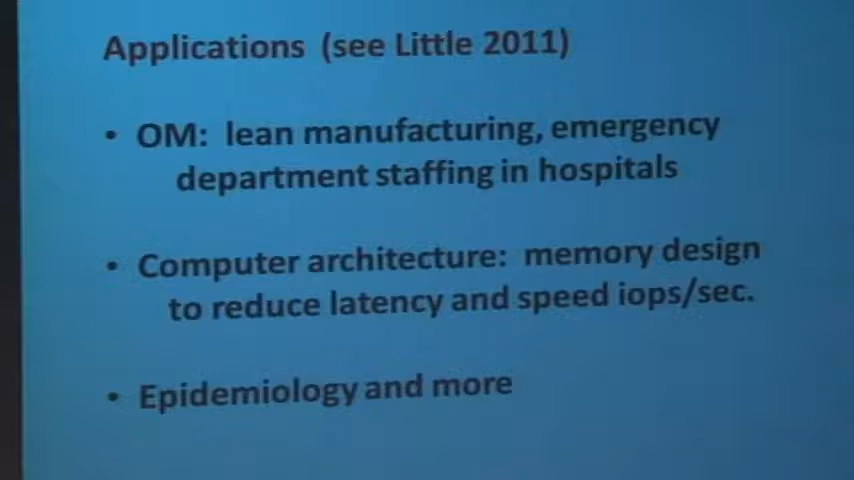 Applications (see Little 2011)
• OM: lean manufacturing, emergency
department staffing in hospitals
• Computer architecture: memory design
to reduce latency and speed iops/sec.
• Epidemiology and more